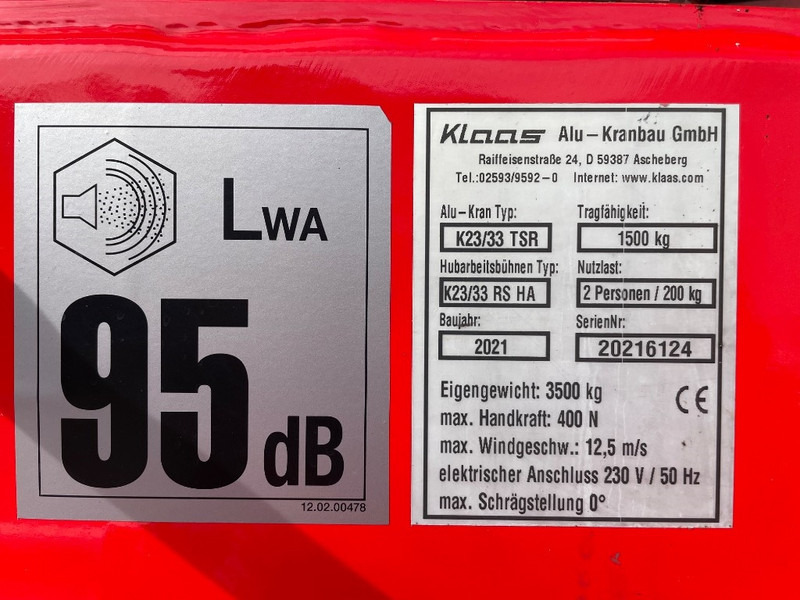 LWA
95 dB
12.02.00478
Klaas Alu-Kranbau GmbH
Raiffeisenstraße 24, D 59387 Ascheberg
Tel.:02593/9592-0 Internet: www.klaas.com
Alu-Kran Typ: Tragfähigkeit:
K23/33 TSR 1500 kg
Hubarbeitsbühnen Typ: Nutzlast:
K23/33 RS HA 2 Personen / 200 kg
Baujahr: SerienNr:
2021 20216124
Eigengewicht: 3500 kg
CE
max. Handkraft: 400 N
max. Windgeschw.: 12,5 m/s
elektrischer Anschluss 230 V / 50 Hz
max. Schrägstellung 0°